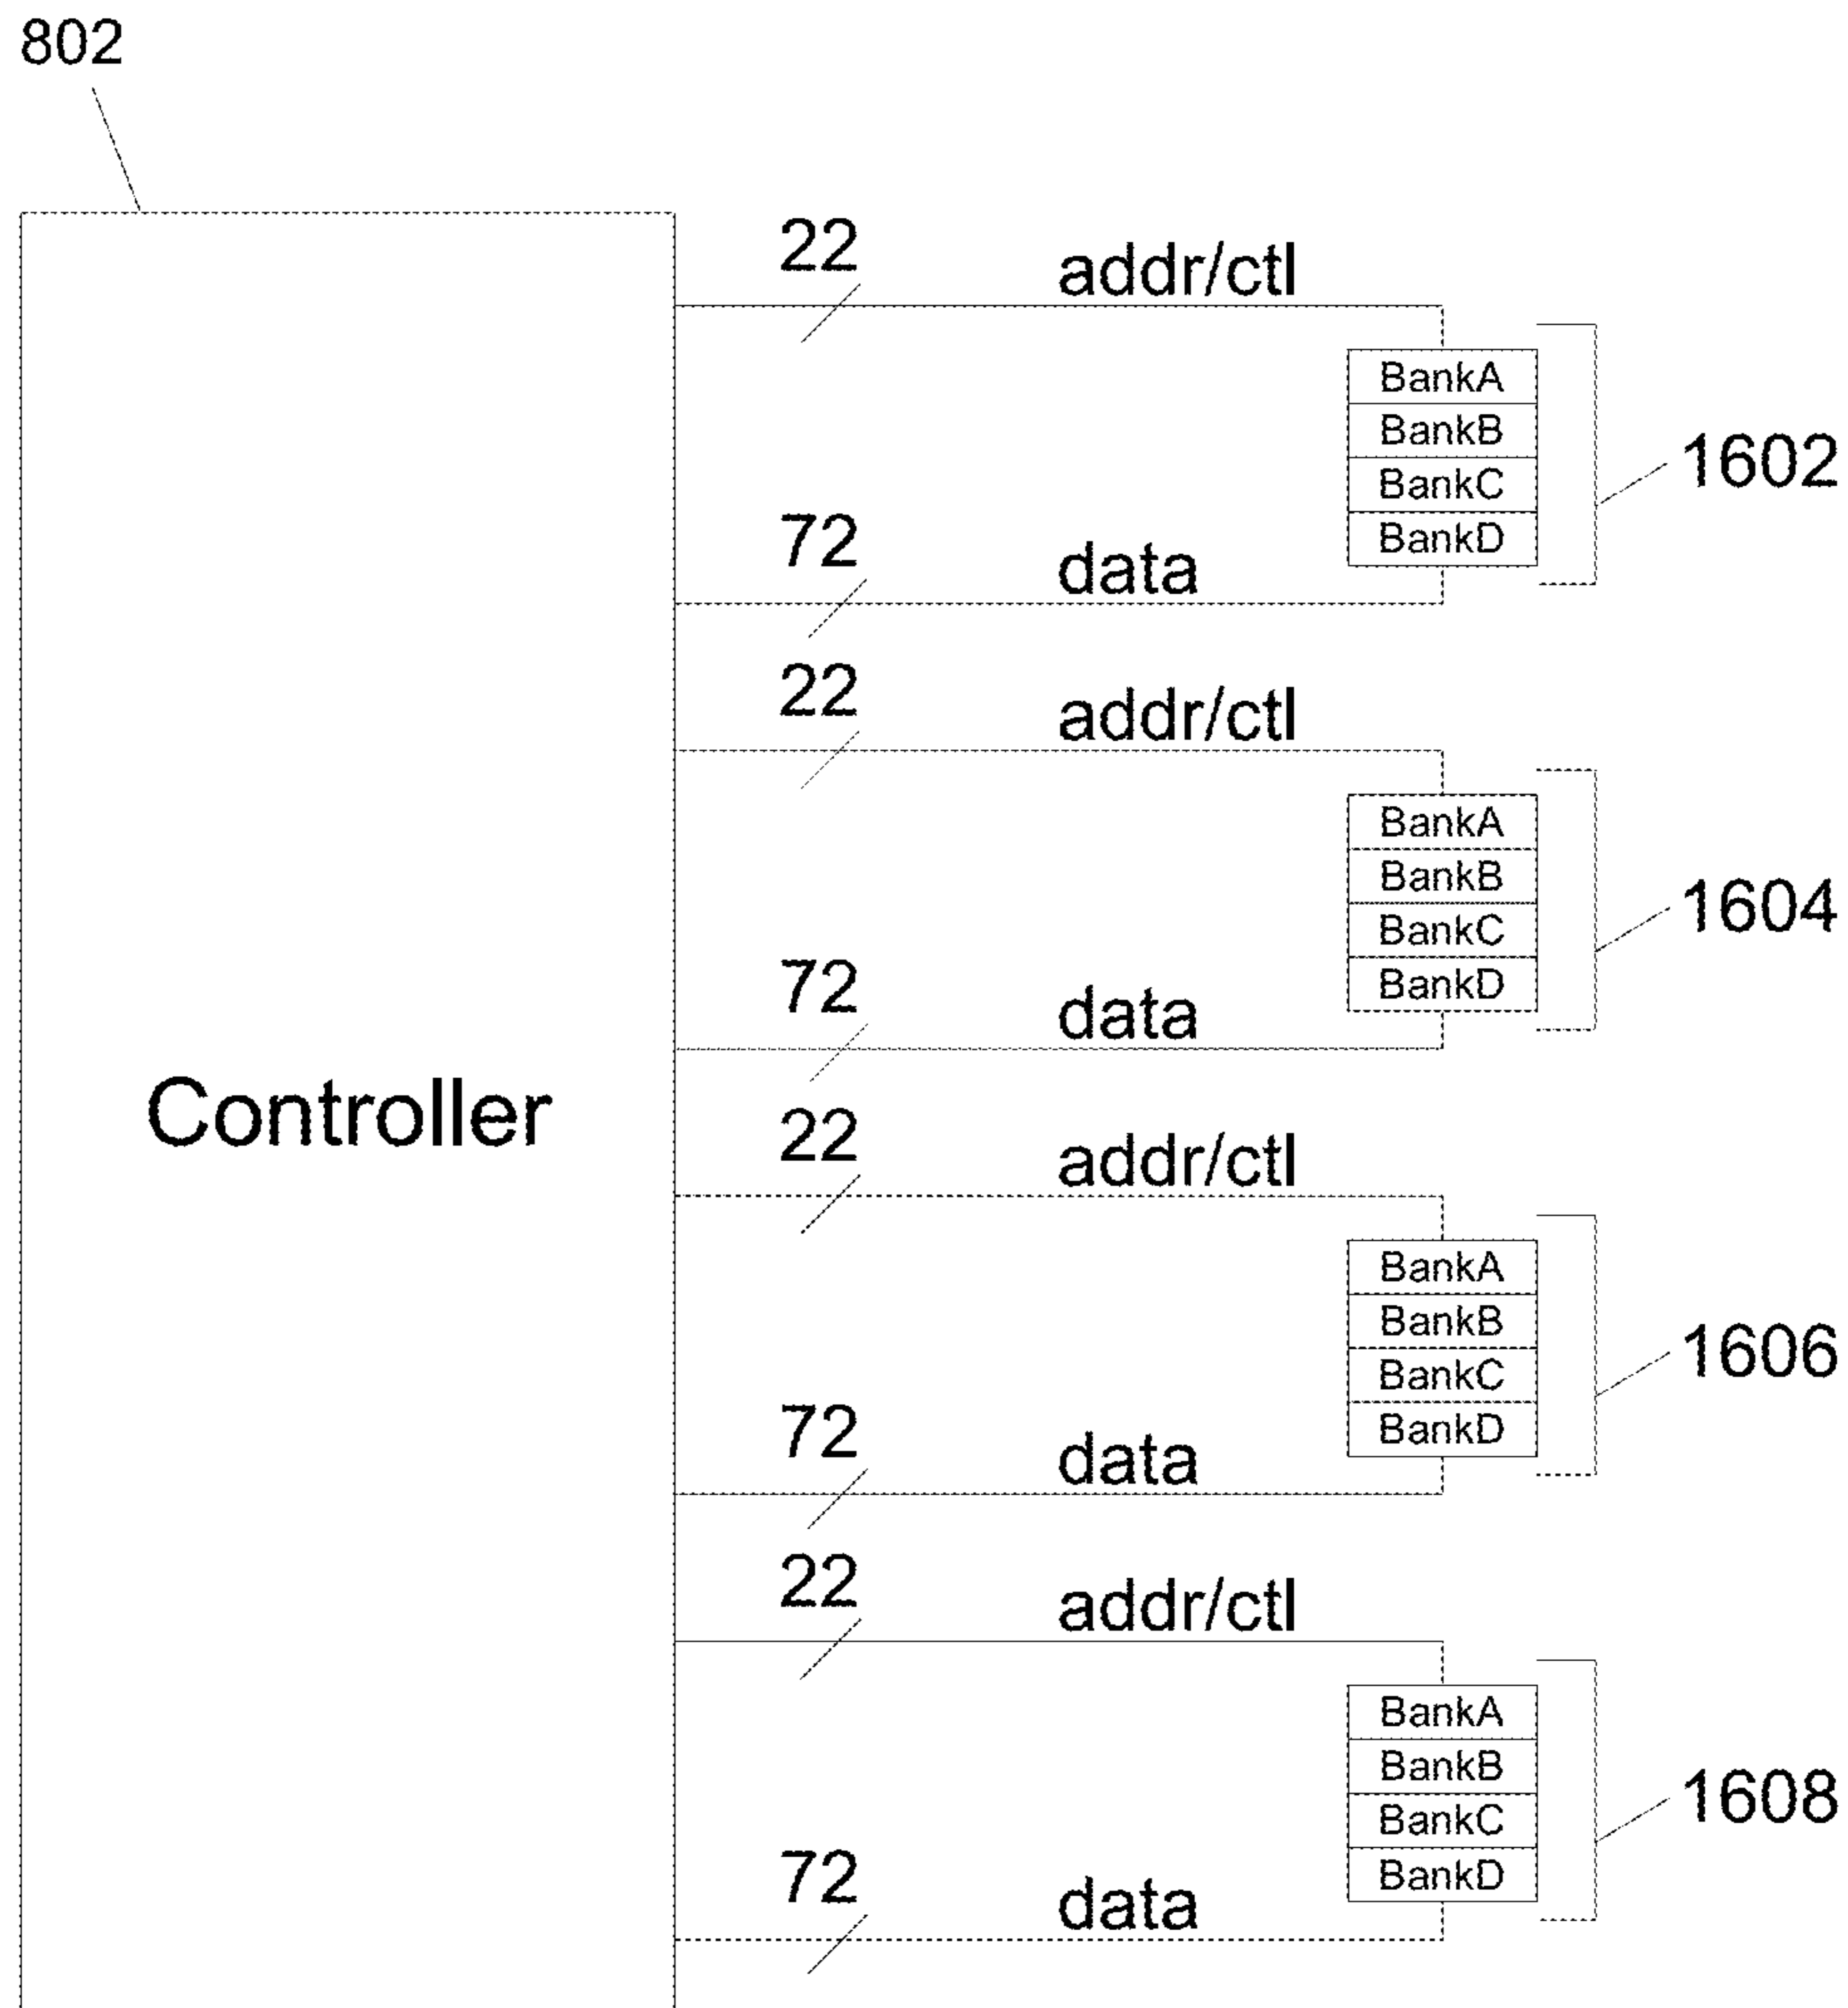 802
22 addr/ctl
BankA
BankB
BankC
BankD
1602
72 data
22 addr/ctl
BankA
BankB
BankC
BankD
1604
72 data
Controller
22 addr/ctl
BankA
BankB
BankC
BankD
1606
72 data
22 addr/ctl
BankA
BankB
BankC
BankD
1608
72 data